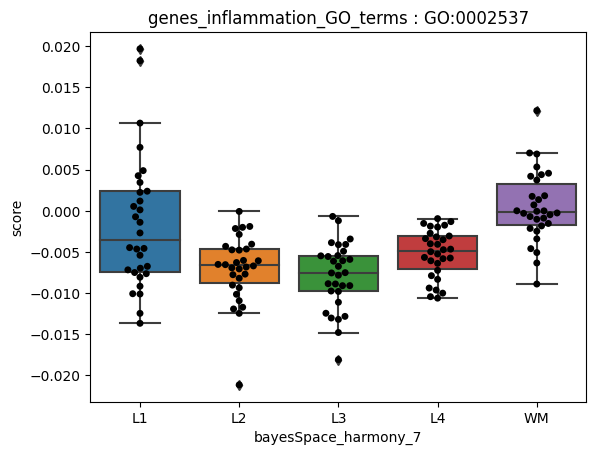 genes_inflammation_GO_terms : GO:0002537
0.020
0.015
0.010
0.005
0.000
−0.005
−0.010
−0.015
−0.020
score
L1 L2 L3 L4 WM
bayesSpace_harmony_7